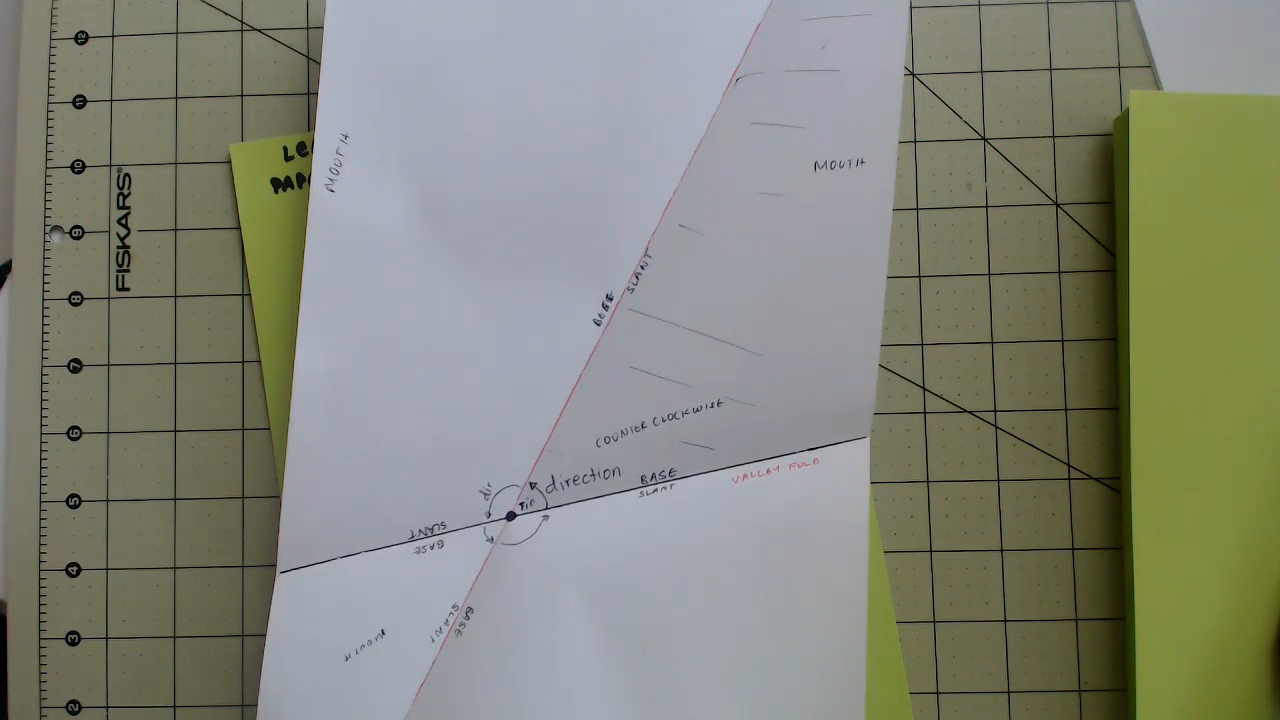 12
11
10
9
8
7
6
5
4
3
2
FISKARS®
MOUTH
MOUTH
SLANT
COUNTER CLOCKWISE
direction
BASE
SLANT
VALLEY FOLD
dir
TIP
SLANT
BASE
SLANT
BASE
MOUTH